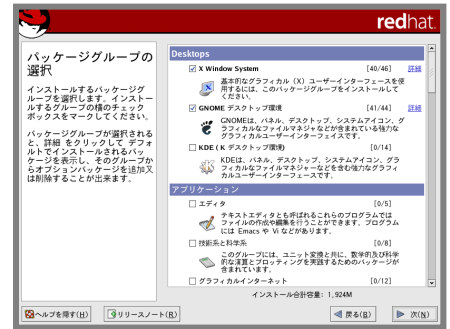 redhat.
パッケージグループの
選択
インストールするパッケージグ
ループを選択します。インストー
ルするグループの横のチェック
ボックスをマークしてください。
パッケージグループが選択される
と、詳細 をクリックして デフォ
ルトでインストールされるパッ
ケージを表示し、そのグループか
らオプションパッケージを追加又
は削除することが出来ます。
Desktops
X Window System [40/46] 詳細
基本的なグラフィカル（X）ユーザーインターフェースを使
用するには、このパッケージグループをインストールして
ください。
GNOME デスクトップ環境 [41/44] 詳細
GNOMEは、パネル、デスクトップ、システムアイコン、グ
ラフィカルなファイルマネジャなどが含まれている強力な
グラフィカルユーザーインターフェイスです。
KDE ( K デスクトップ環境) [0/14]
KDEは、パネル、デスクトップ、システムアイコン、グラ
フィカルなファイルマネジャーなどを含む強力なグラフィ
カルユーザーインターフェースです。
アプリケーション
エディタ [0/5]
テキストエディタとも呼ばれるこれらのプログラムでは
ファイルの作成や編集を行うことができます。プログラム
には Emacs や Vi などがあります。
技術系と科学系 [0/8]
このグループには、ユニット変換と共に、数学的及び科学
的な演算とプロッティングを実践するためのパッケージが
含まれています。
グラフィカルインターネット [0/12]
インストール合計容量： 1,924M
ヘルプを隠す(H) リリースノート(R) 戻る(B) 次(N)